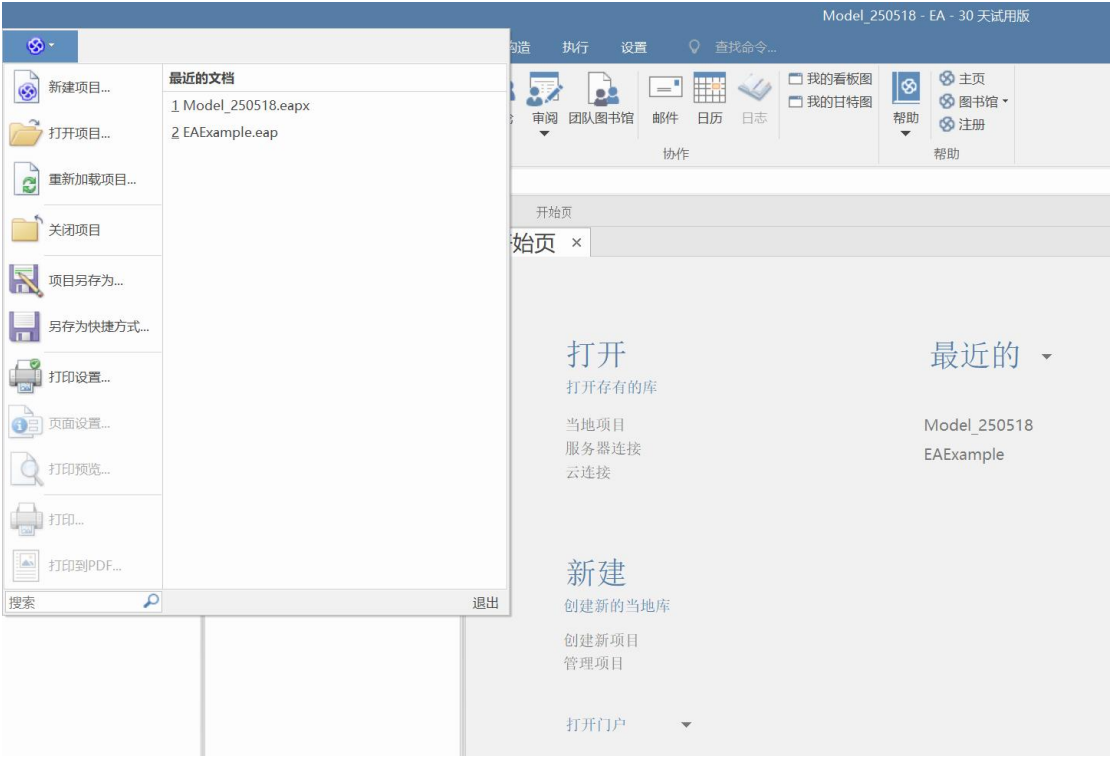 Model_250518 - EA - 30 天试用版
构造 执行 设置 查找命令...
新建项目...
打开项目...
重新加载项目...
关闭项目
项目另存为...
另存为快捷方式...
打印设置...
页面设置...
打印预览...
打印...
打印到PDF...
搜索
退出
最近的文档
1 Model_250518.eapx
2 EAExample.eap
审阅 团队图书馆 邮件 日历 日志
我的看板图
我的甘特图
协作
帮助
主页
图书馆
注册
帮助
开始页
始页 ×
打开
打开存有的库
当地项目
服务器连接
云连接
最近的
Model_250518
EAExample
新建
创建新的当地库
创建新项目
管理项目
打开门户